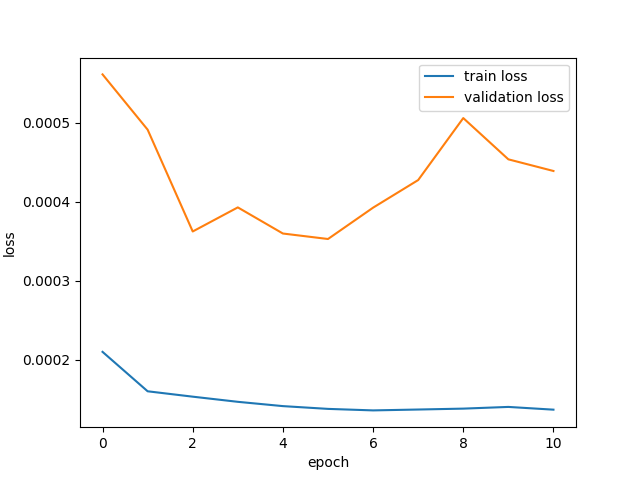 train loss
validation loss
0.0005
0.0004
0.0003
0.0002
loss
0 2 4 6 8 10
epoch